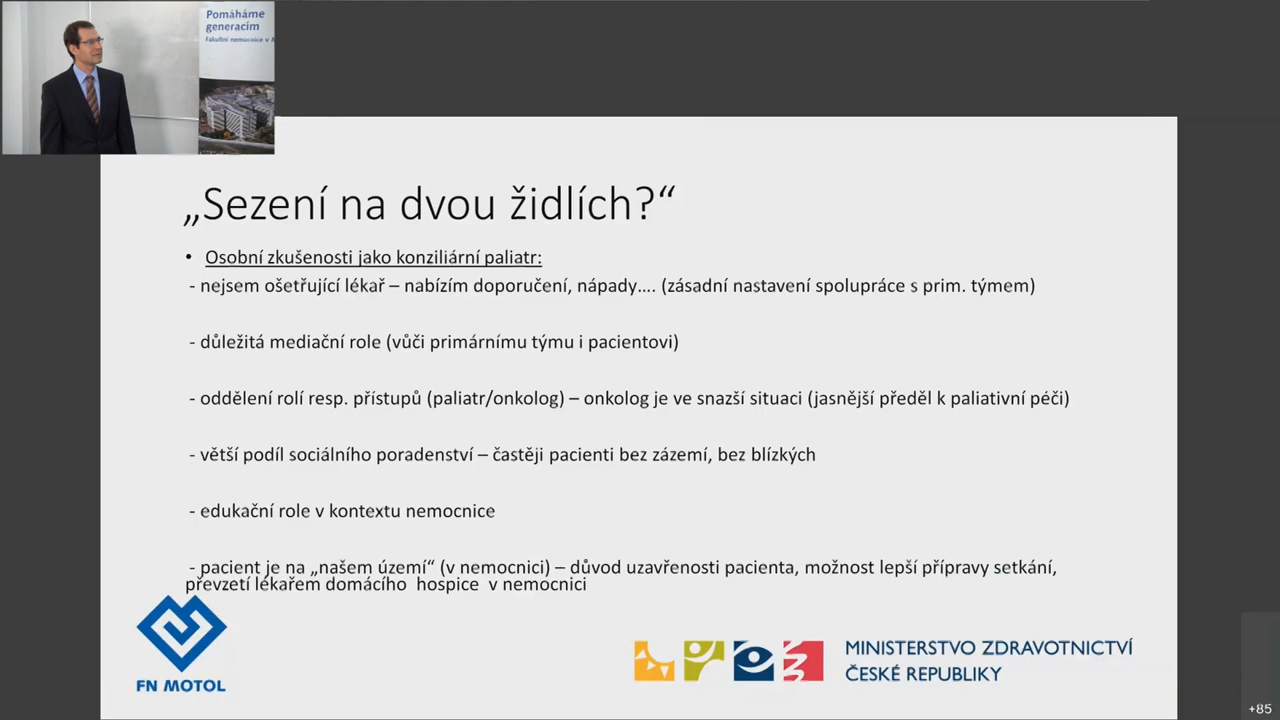 Pomáháme
generacím
Fakultní nemocnice v
„Sezení na dvou židlích?“
• Osobní zkušenosti jako konziliární paliatr:
- nejsem ošetřující lékař – nabízím doporučení, nápady…. (zásadní nastavení spolupráce s prim. týmem)
- důležitá mediační role (vůči primárnímu týmu i pacientovi)
- oddělení rolí resp. přístupů (paliatr/onkolog) – onkolog je ve snazší situaci (jasnější předěl k paliativní péči)
- větší podíl sociálního poradenství – častěji pacienti bez zázemí, bez blízkých
- edukační role v kontextu nemocnice
- pacient je na „našem území“ (v nemocnici) – důvod uzavřenosti pacienta, možnost lepší přípravy setkání,
převzetí lékařem domácího hospice v nemocnici
FN MOTOL
MINISTERSTVO ZDRAVOTNICTVÍ
ČESKÉ REPUBLIKY
+85